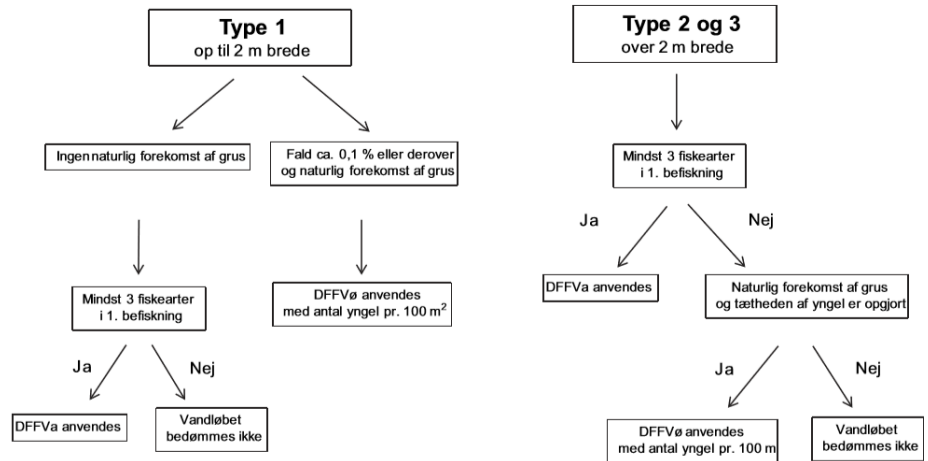 Type 1
op til 2 m brede
Ingen naturlig forekomst af grus
Fald ca. 0,1 % eller derover
og naturlig forekomst af grus
Mindst 3 fiskearter
i 1. befiskning
DFFVø anvendes
med antal yngel pr. 100 m²
Ja
Nej
DFFVa anvendes
Vandløbet
bedømmes ikke
Type 2 og 3
over 2 m brede
Mindst 3 fiskearter
i 1. befiskning
Ja
Nej
DFFVa anvendes
Naturlig forekomst af grus
og tætheden af yngel er opgjort
Ja
Nej
DFFVø anvendes
med antal yngel pr. 100 m
Vandløbet
bedømmes ikke